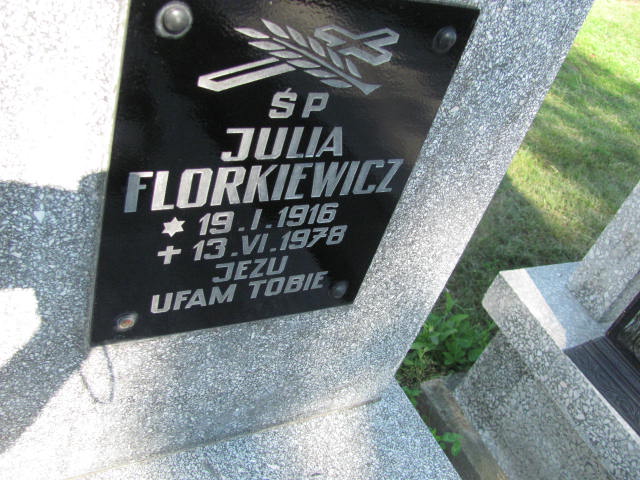 ŚP
JULIA
FLORKIEWICZ
* 19.I.1916
+ 13.VI.1978
JEZU
UFAM TOBIE